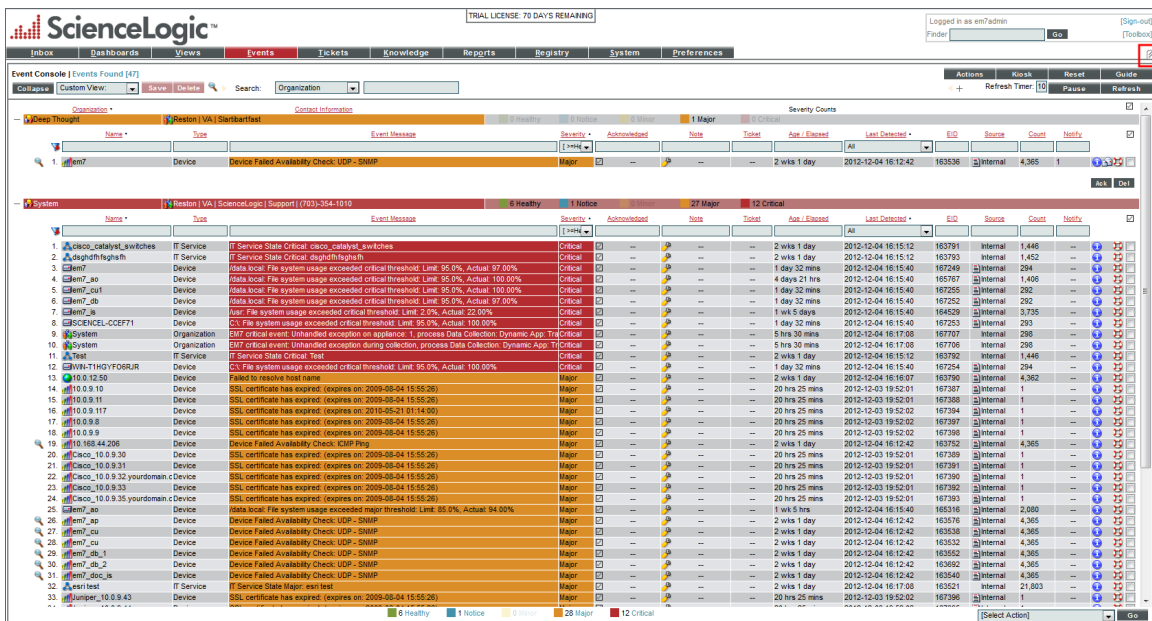 TRIAL LICENSE: 70 DAYS REMAINING
ScienceLogic™
Logged in as em7admin [Sign-out]
Finder Go [Toolbox]
Inbox Dashboards Views Events Tickets Knowledge Reports Registry System Preferences
Event Console | Events Found [47] Actions Kiosk Reset Guide
Collapse Custom View: Save Delete Search: Organization Refresh Timer: 10 Pause Refresh
Organization Contact Information Severity Counts
Deep Thought Reston | VA | Slartibartfast 0 Healthy 0 Notice 0 Minor 1 Major 0 Critical
Name Type Event Message Severity Acknowledged Note Ticket Age / Elapsed Last Detected EID Source Count Notify
All
1. em7 Device Device Failed Availability Check: UDP - SNMP Major -- -- -- 2 wks 1 day 2012-12-04 16:12:42 163536 Internal 4,365 1
Ack Del
System Reston | VA | ScienceLogic | Support | (703)-354-1010 6 Healthy 1 Notice 0 Minor 27 Major 12 Critical
Name Type Event Message Severity Acknowledged Note Ticket Age / Elapsed Last Detected EID Source Count Notify
All
1. cisco_catalyst_switches IT Service IT Service State Critical: cisco_catalyst_switches Critical -- -- -- 2 wks 1 day 2012-12-04 16:15:12 163791 Internal 1,446 --
2. dsghdfhfsghsfh IT Service IT Service State Critical: dsghdfhfsghsfh Critical -- -- -- 2 wks 1 day 2012-12-04 16:15:12 163793 Internal 1,452 --
3. em7 Device /data.local: File system usage exceeded critical threshold: Limit: 95.0%, Actual: 97.00% Critical -- -- -- 1 day 32 mins 2012-12-04 16:15:40 167249 Internal 294 --
4. em7_ao Device /data.local: File system usage exceeded critical threshold: Limit: 95.0%, Actual: 100.00% Critical -- -- -- 4 days 21 hrs 2012-12-04 16:15:40 165767 Internal 1,406 --
5. em7_cu1 Device /data.local: File system usage exceeded critical threshold: Limit: 95.0%, Actual: 100.00% Critical -- -- -- 1 day 32 mins 2012-12-04 16:15:40 167255 Internal 292 --
6. em7_db Device /data.local: File system usage exceeded critical threshold: Limit: 95.0%, Actual: 97.00% Critical -- -- -- 1 day 32 mins 2012-12-04 16:15:40 167252 Internal 292 --
7. em7_is Device /usr: File system usage exceeded critical threshold: Limit: 2.0%, Actual: 22.00% Critical -- -- -- 1 wk 5 days 2012-12-04 16:15:40 164529 Internal 3,735 --
8. SCIENCEL-CCEF71 Device C:\: File system usage exceeded critical threshold: Limit: 95.0%, Actual: 100.00% Critical -- -- -- 1 day 32 mins 2012-12-04 16:15:40 167253 Internal 293 --
9. System Organization EM7 critical event: Unhandled exception on appliance: 1, process Data Collection: Dynamic App: Tra Critical -- -- -- 5 hrs 30 mins 2012-12-04 16:17:08 167707 Internal 298 --
10. System Organization EM7 critical event: Unhandled exception during collection, process Data Collection: Dynamic App: Tr Critical -- -- -- 5 hrs 30 mins 2012-12-04 16:17:08 167706 Internal 298 --
11. Test IT Service IT Service State Critical: Test Critical -- -- -- 2 wks 1 day 2012-12-04 16:15:12 163792 Internal 1,446 --
12. WIN-T1HGYFO6RJR Device C:\: File system usage exceeded critical threshold: Limit: 95.0%, Actual: 100.00% Critical -- -- -- 1 day 32 mins 2012-12-04 16:15:40 167254 Internal 294 --
13. 10.0.12.50 Device Failed to resolve host name Major -- -- -- 2 wks 1 day 2012-12-04 16:16:07 163790 Internal 4,362 --
14. 10.0.9.10 Device SSL certificate has expired: (expires on: 2009-08-04 15:55:26) Major -- -- -- 20 hrs 25 mins 2012-12-03 19:52:01 167387 Internal 1 --
15. 10.0.9.11 Device SSL certificate has expired: (expires on: 2009-08-04 15:55:26) Major -- -- -- 20 hrs 25 mins 2012-12-03 19:52:01 167388 Internal 1 --
16. 10.0.9.117 Device SSL certificate has expired: (expires on: 2010-05-21 01:14:00) Major -- -- -- 20 hrs 25 mins 2012-12-03 19:52:02 167394 Internal 1 --
17. 10.0.9.8 Device SSL certificate has expired: (expires on: 2009-08-04 15:55:26) Major -- -- -- 20 hrs 25 mins 2012-12-03 19:52:02 167397 Internal 1 --
18. 10.0.9.9 Device SSL certificate has expired: (expires on: 2009-08-04 15:55:26) Major -- -- -- 20 hrs 25 mins 2012-12-03 19:52:02 167398 Internal 1 --
19. 10.168.44.206 Device Device Failed Availability Check: ICMP Ping Major -- -- -- 2 wks 1 day 2012-12-04 16:12:42 163752 Internal 4,365 --
20. Cisco_10.0.9.30 Device SSL certificate has expired: (expires on: 2009-08-04 15:55:26) Major -- -- -- 20 hrs 25 mins 2012-12-03 19:52:01 167389 Internal 1 --
21. Cisco_10.0.9.31 Device SSL certificate has expired: (expires on: 2009-08-04 15:55:26) Major -- -- -- 20 hrs 25 mins 2012-12-03 19:52:01 167391 Internal 1 --
22. Cisco_10.0.9.32.yourdomain.c Device SSL certificate has expired: (expires on: 2009-08-04 15:55:26) Major -- -- -- 20 hrs 25 mins 2012-12-03 19:52:01 167390 Internal 1 --
23. Cisco_10.0.9.33 Device SSL certificate has expired: (expires on: 2009-08-04 15:55:26) Major -- -- -- 20 hrs 25 mins 2012-12-03 19:52:01 167392 Internal 1 --
24. Cisco_10.0.9.35.yourdomain.c Device SSL certificate has expired: (expires on: 2009-08-04 15:55:26) Major -- -- -- 20 hrs 25 mins 2012-12-03 19:52:01 167393 Internal 1 --
25. em7_ao Device /data.local: File system usage exceeded major threshold: Limit: 85.0%, Actual: 94.00% Major -- -- -- 1 wk 5 hrs 2012-12-04 15:15:40 165316 Internal 2,080 --
26. em7_ap Device Device Failed Availability Check: UDP - SNMP Major -- -- -- 2 wks 1 day 2012-12-04 16:12:42 163576 Internal 4,365 --
27. em7_cu Device Device Failed Availability Check: UDP - SNMP Major -- -- -- 2 wks 1 day 2012-12-04 16:12:42 163538 Internal 4,365 --
28. em7_cu Device Device Failed Availability Check: UDP - SNMP Major -- -- -- 2 wks 1 day 2012-12-04 16:12:42 163532 Internal 4,365 --
29. em7_db_1 Device Device Failed Availability Check: UDP - SNMP Major -- -- -- 2 wks 1 day 2012-12-04 16:12:42 163552 Internal 4,365 --
30. em7_db_2 Device Device Failed Availability Check: UDP - SNMP Major -- -- -- 2 wks 1 day 2012-12-04 16:12:42 163692 Internal 4,365 --
31. em7_doc_is Device Device Failed Availability Check: UDP - SNMP Major -- -- -- 2 wks 1 day 2012-12-04 16:12:42 163540 Internal 4,365 --
32. esri test IT Service IT Service State Major: esri test Major -- -- -- 2 wks 1 day 2012-12-04 16:17:08 163521 Internal 21,803 --
33. Juniper_10.0.9.43 Device SSL certificate has expired: (expires on: 2009-08-04 15:55:26) Major -- -- -- 20 hrs 25 mins 2012-12-03 19:52:02 167396 Internal 1 --
6 Healthy 1 Notice 0 Minor 28 Major 12 Critical [Select Action] Go